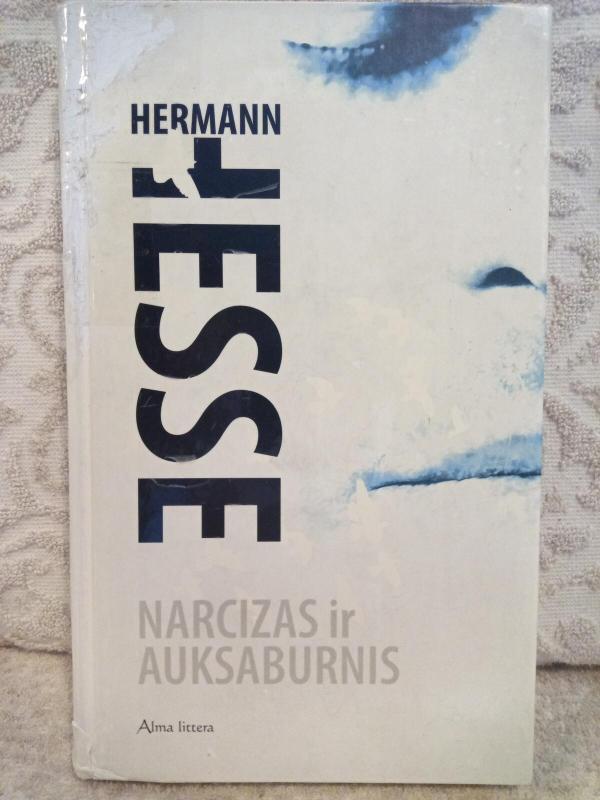 HERMANN
HESSE
NARCIZAS ir
AUKSABURNIS
Alma littera